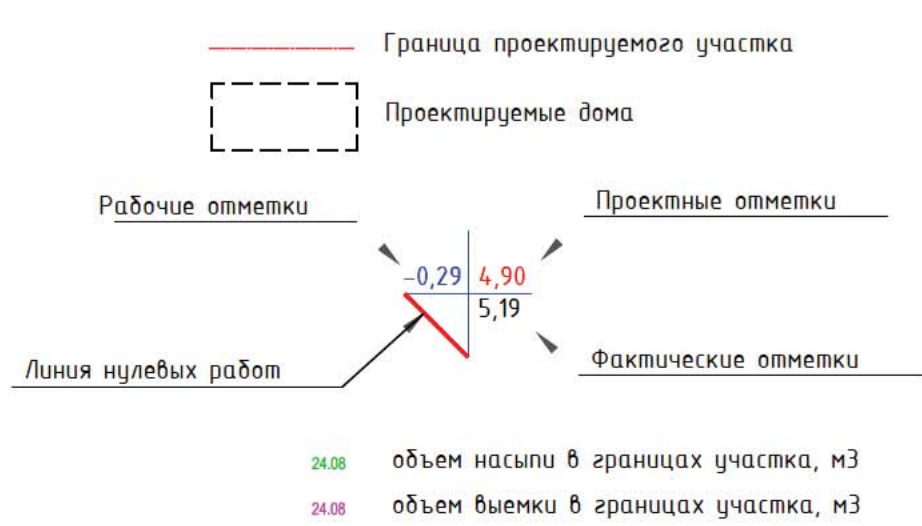 Граница проектируемого участка
Проектируемые дома
Рабочие отметки
Проектные отметки
-0,29 4,90
5,19
Линия нулевых работ
Фактические отметки
24.08 объем насыпи в границах участка, м3
24.08 объем выемки в границах участка, м3